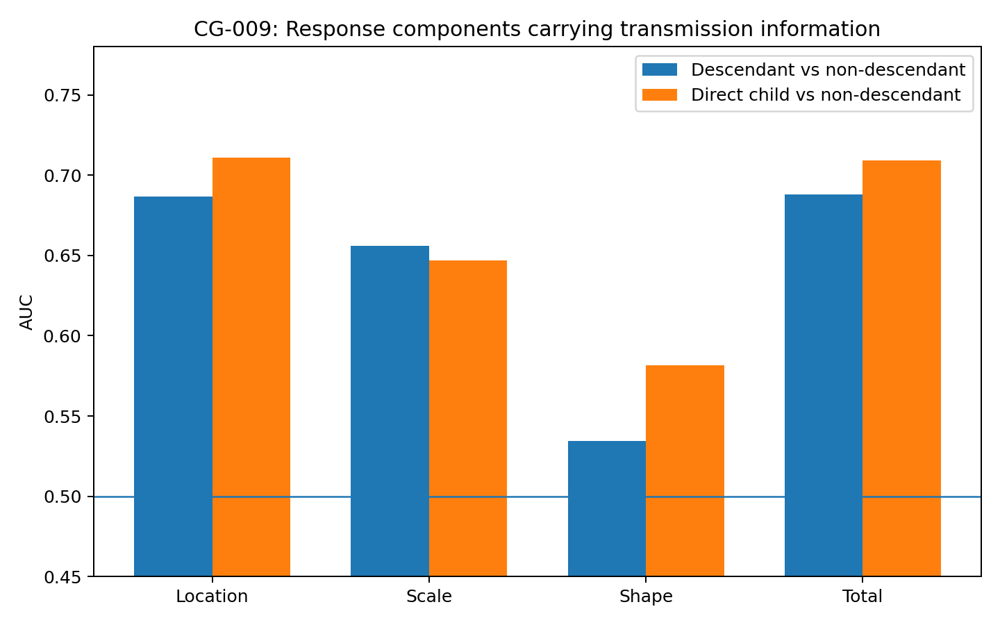 CG-009: Response components carrying transmission information
Descendant vs non-descendant
Direct child vs non-descendant
AUC
0.75
0.70
0.65
0.60
0.55
0.50
0.45
Location
Scale
Shape
Total